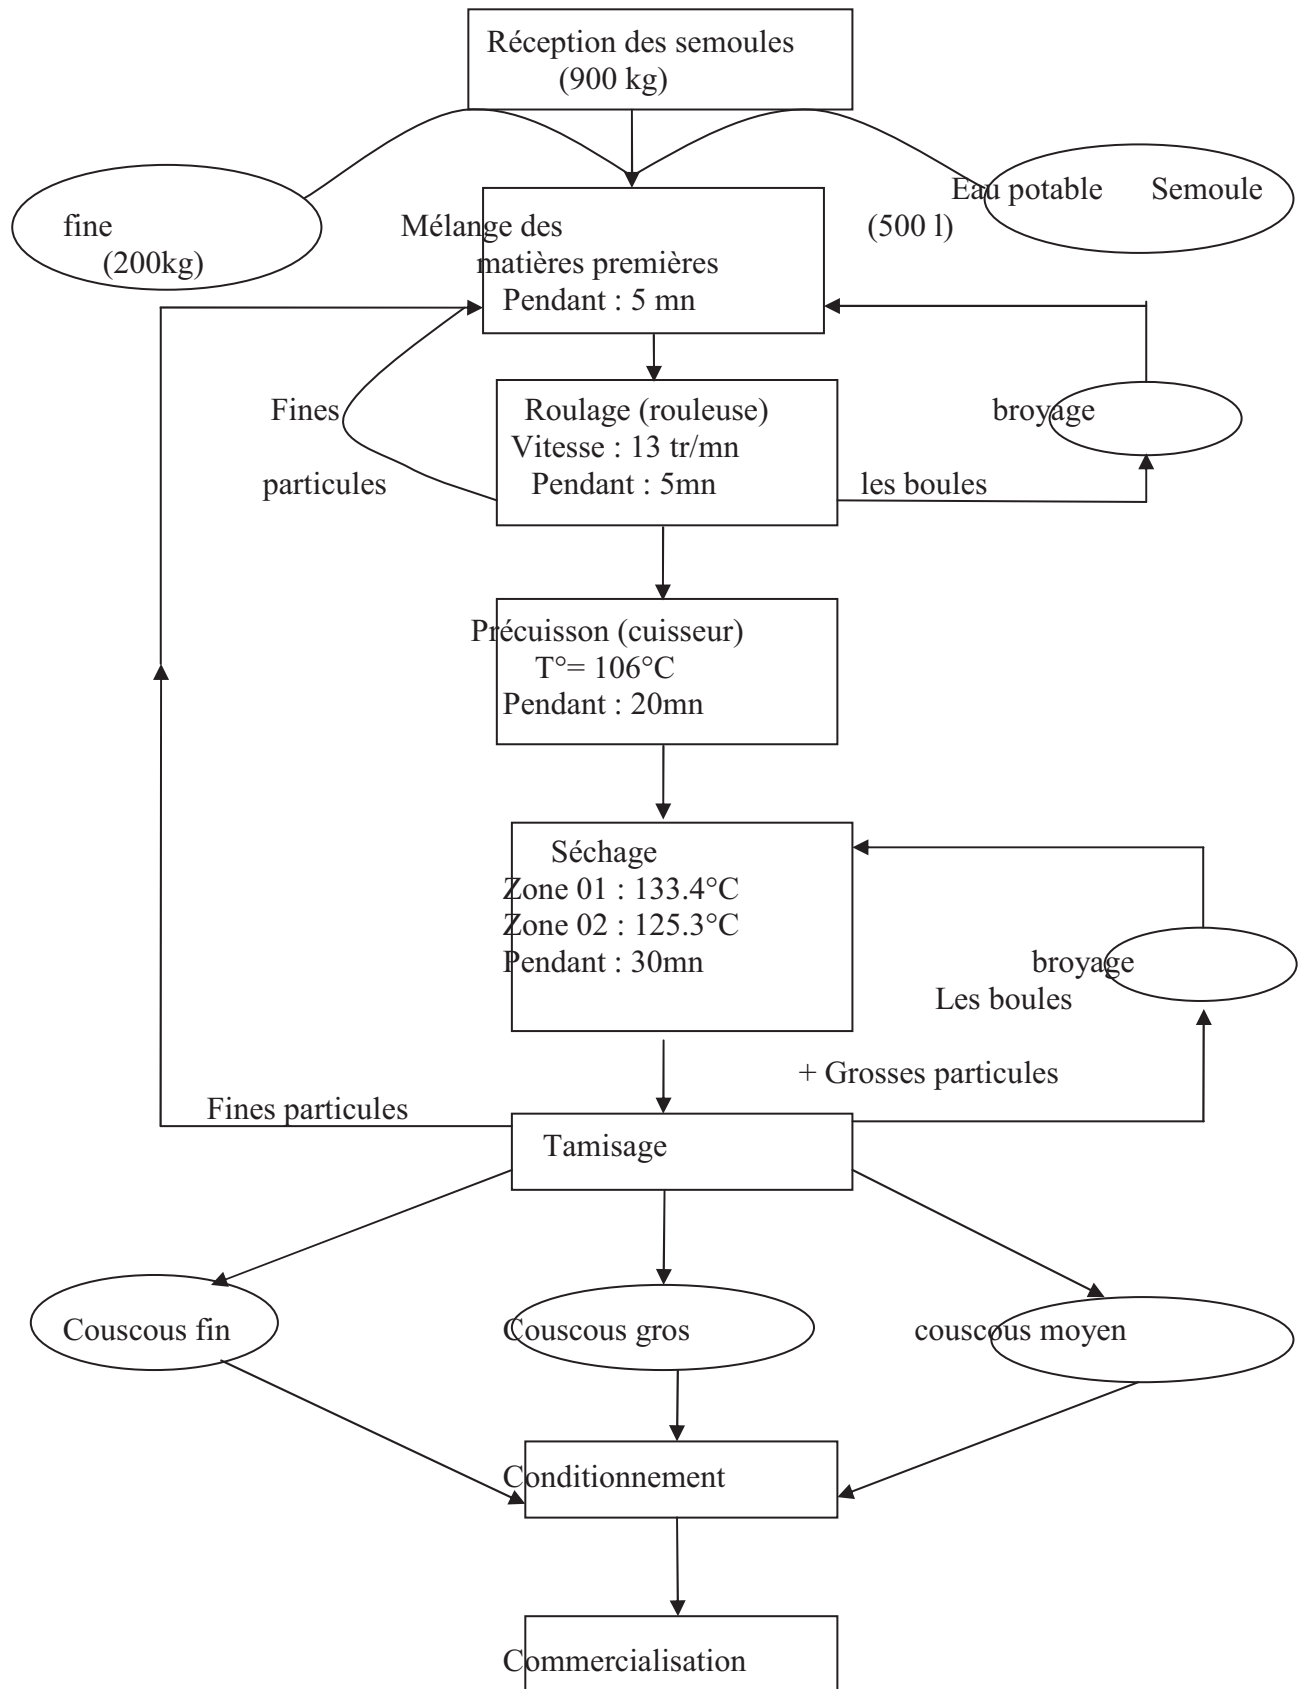 Réception des semoules
(900 kg)
Eau potable Semoule
fine Mélange des (500 l)
(200kg) matières premières
Pendant : 5 mn
Fines Roulage (rouleuse) broyage
Vitesse : 13 tr/mn
particules Pendant : 5mn les boules
Précuisson (cuisseur)
T°= 106°C
Pendant : 20mn
Séchage
Zone 01 : 133.4°C
Zone 02 : 125.3°C
Pendant : 30mn broyage
Les boules
+ Grosses particules
Fines particules
Tamisage
Couscous fin Couscous gros couscous moyen
Conditionnement
Commercialisation